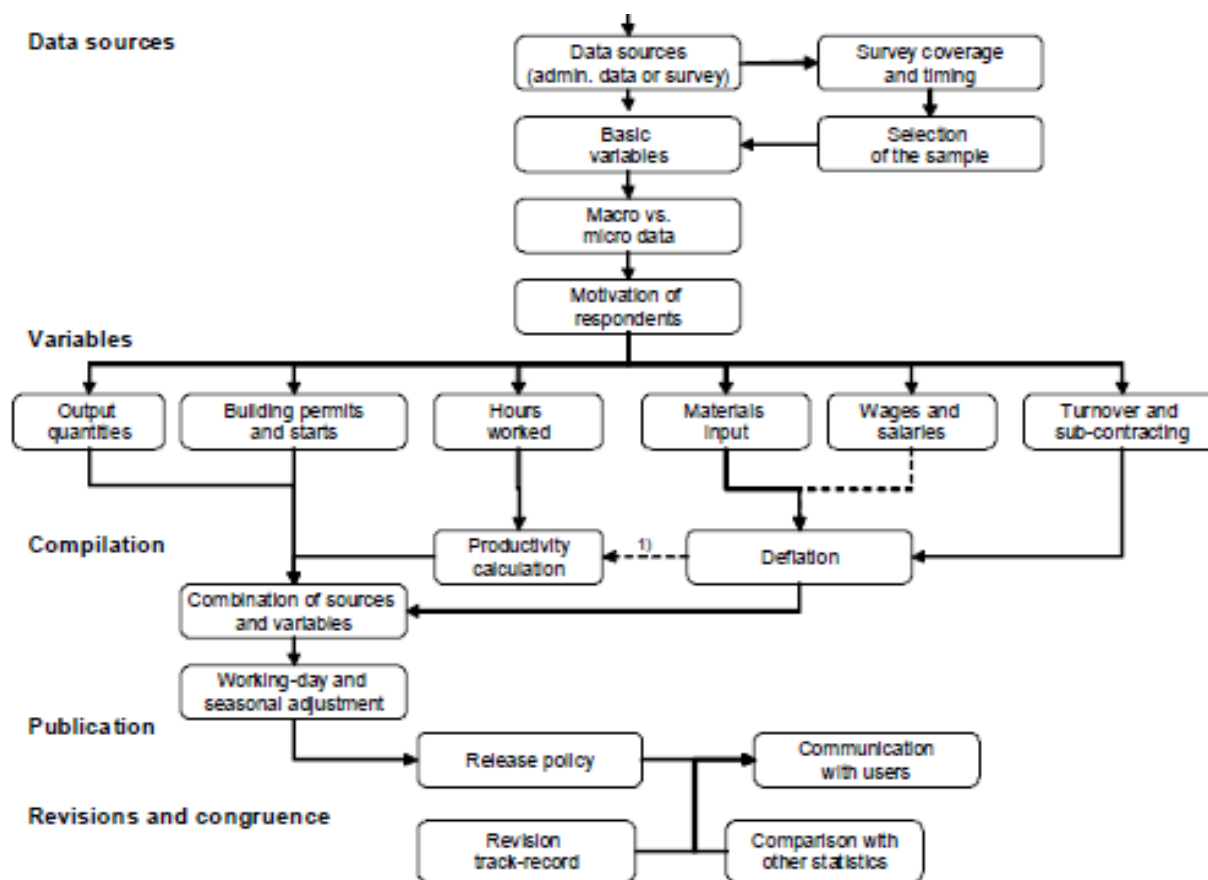 Data sources
Data sources
(admin. data or survey)
Survey coverage
and timing
Basic
variables
Selection
of the sample
Macro vs.
micro data
Motivation of
respondents
Variables
Output
quantities
Building permits
and starts
Hours
worked
Materials
input
Wages and
salaries
Turnover and
sub-contracting
Compilation
Productivity
calculation
1)
Deflation
Combination of sources
and variables
Working-day and
seasonal adjustment
Publication
Release policy
Communication
with users
Revisions and congruence
Revision
track-record
Comparison with
other statistics